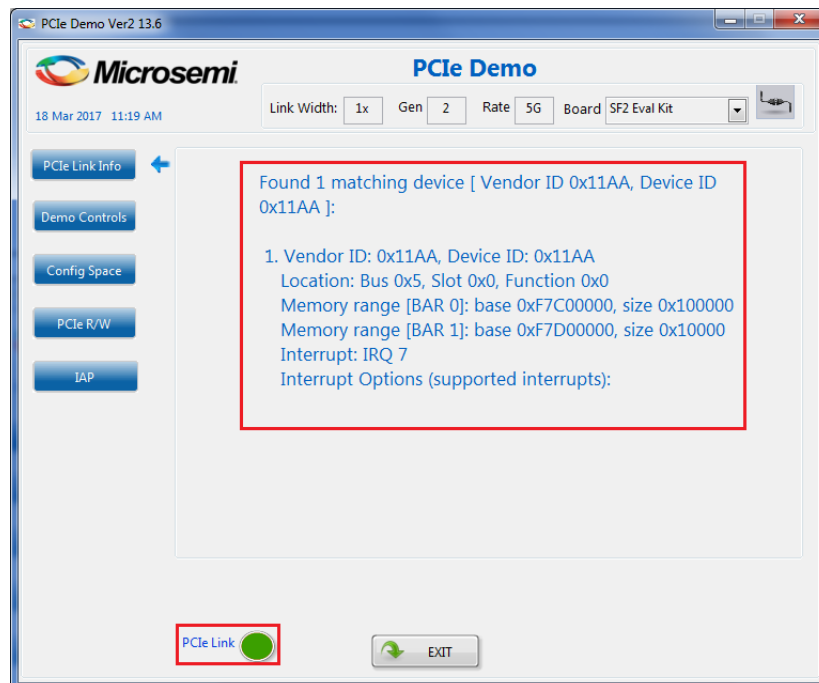 PCIe Demo Ver2 13.6
Microsemi.
PCIe Demo
18 Mar 2017 11:19 AM
Link Width: 1x Gen 2 Rate 5G Board SF2 Eval Kit
PCIe Link Info
Demo Controls
Config Space
PCIe R/W
IAP
Found 1 matching device [ Vendor ID 0x11AA, Device ID
0x11AA ]:
1. Vendor ID: 0x11AA, Device ID: 0x11AA
Location: Bus 0x5, Slot 0x0, Function 0x0
Memory range [BAR 0]: base 0xF7C00000, size 0x100000
Memory range [BAR 1]: base 0xF7D00000, size 0x10000
Interrupt: IRQ 7
Interrupt Options (supported interrupts):
PCIe Link
EXIT